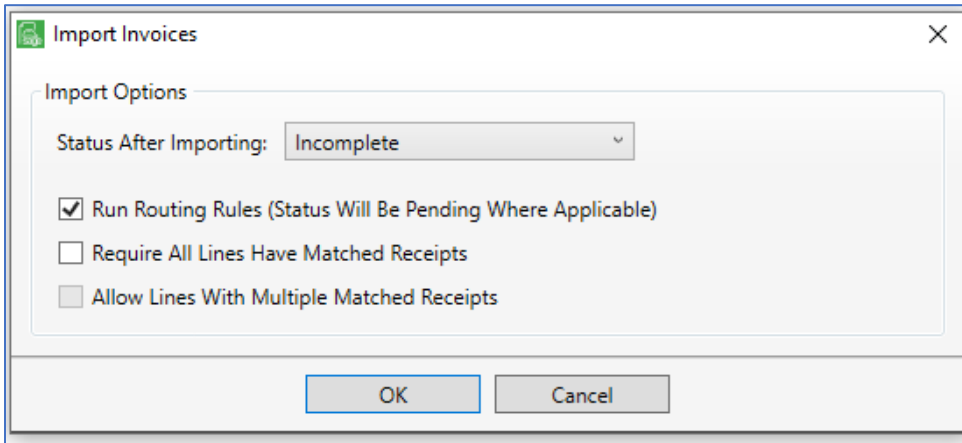 Import Invoices
Import Options
Status After Importing: Incomplete
Run Routing Rules (Status Will Be Pending Where Applicable)
Require All Lines Have Matched Receipts
Allow Lines With Multiple Matched Receipts
OK Cancel